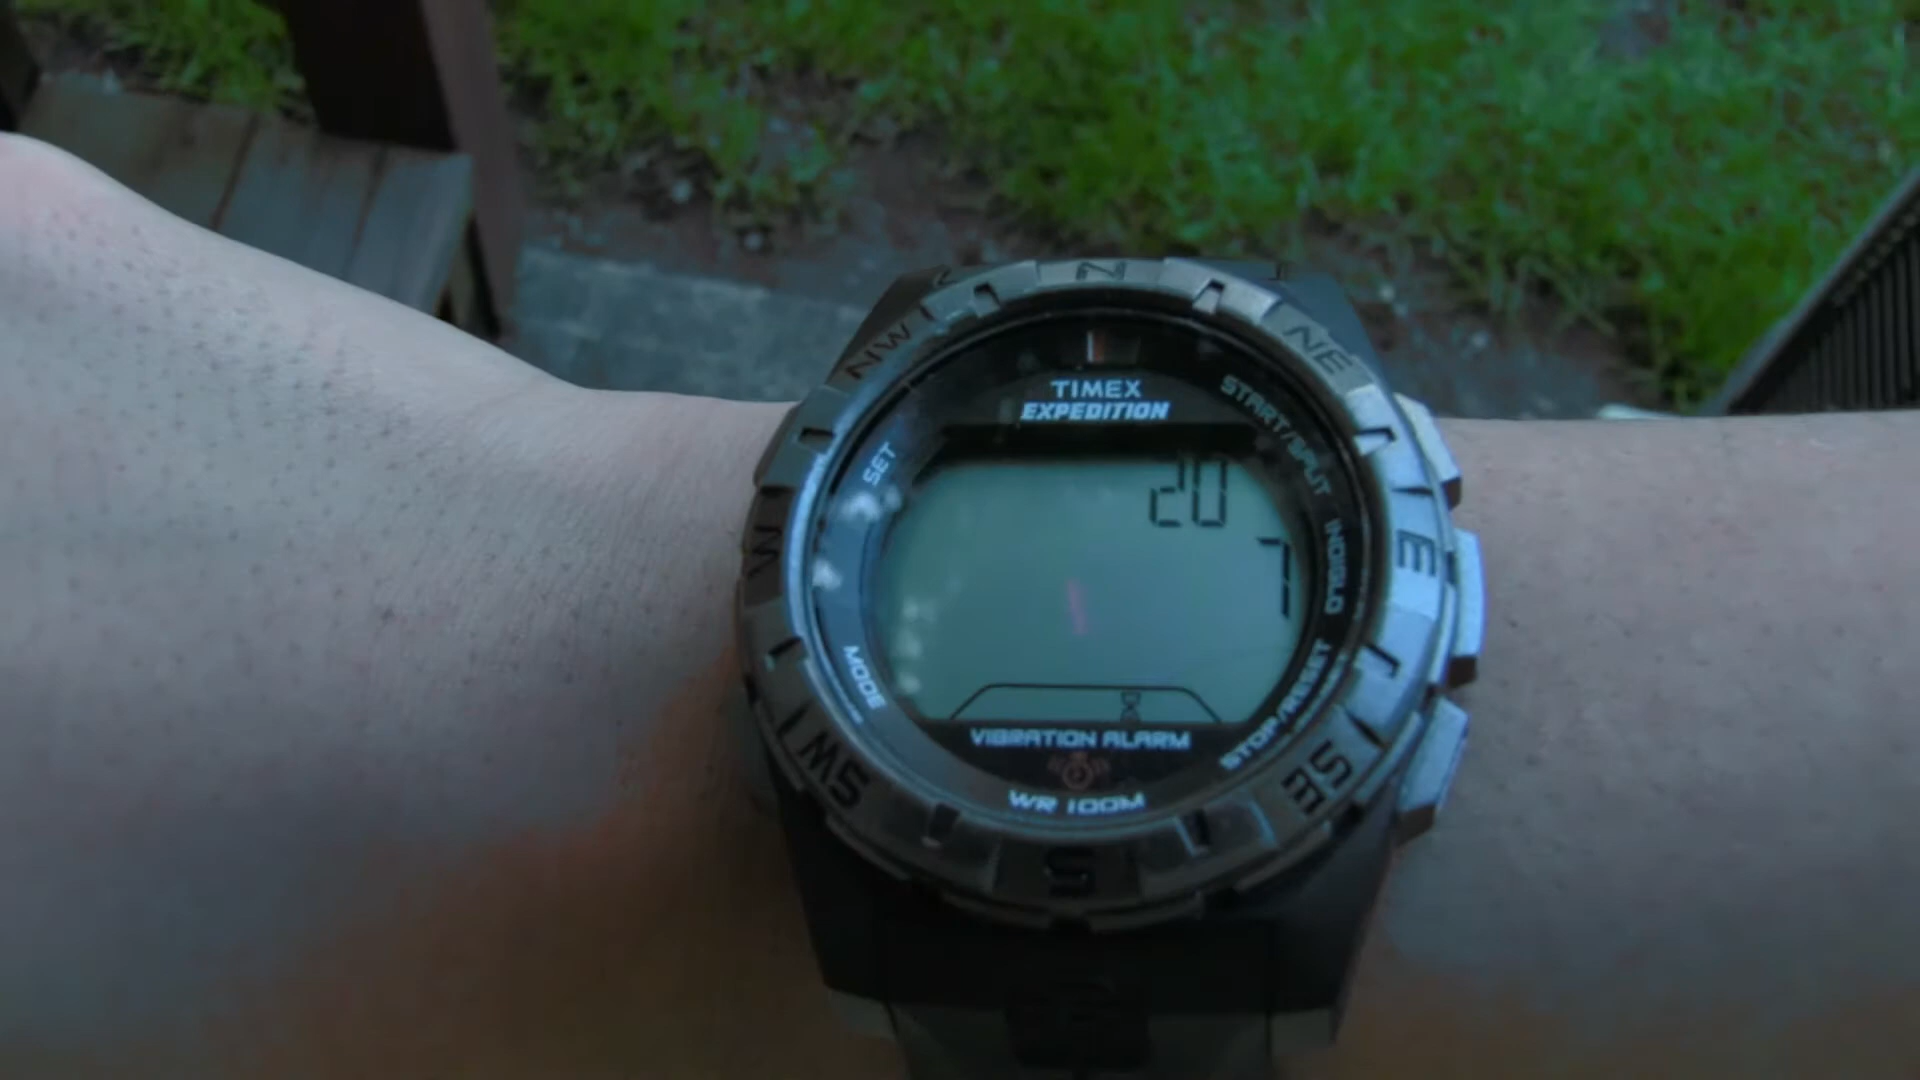 N
NW
NE
TIMEX
EXPEDITION
START/SPLIT
SET
20
7
INDIGLO
W
E
MODE
STOP/RESET
VIBRATION ALARM
WR 100M
SW
SE
S